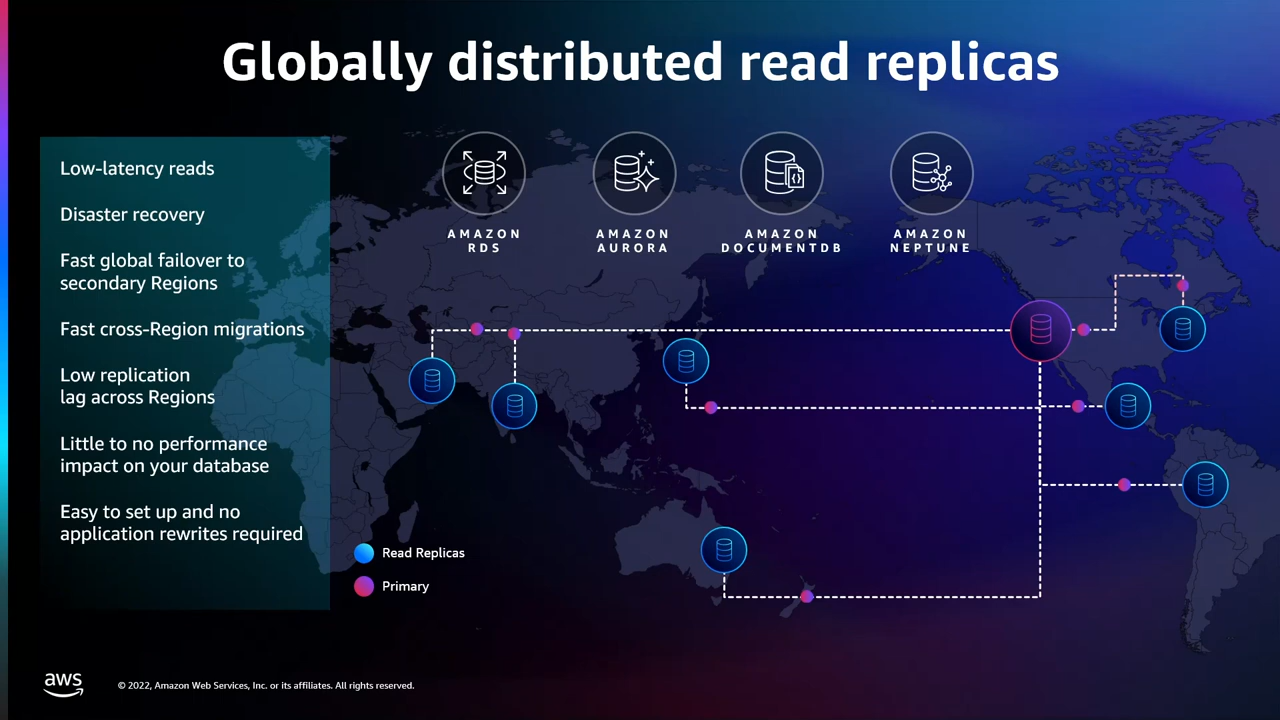 Globally distributed read replicas
Low-latency reads
Disaster recovery
Fast global failover to
secondary Regions
Fast cross-Region migrations
Low replication
lag across Regions
Little to no performance
impact on your database
Easy to set up and no
application rewrites required
AMAZON
RDS
AMAZON
AURORA
AMAZON
DOCUMENTDB
AMAZON
NEPTUNE
Read Replicas
Primary
aws
© 2022, Amazon Web Services, Inc. or its affiliates. All rights reserved.